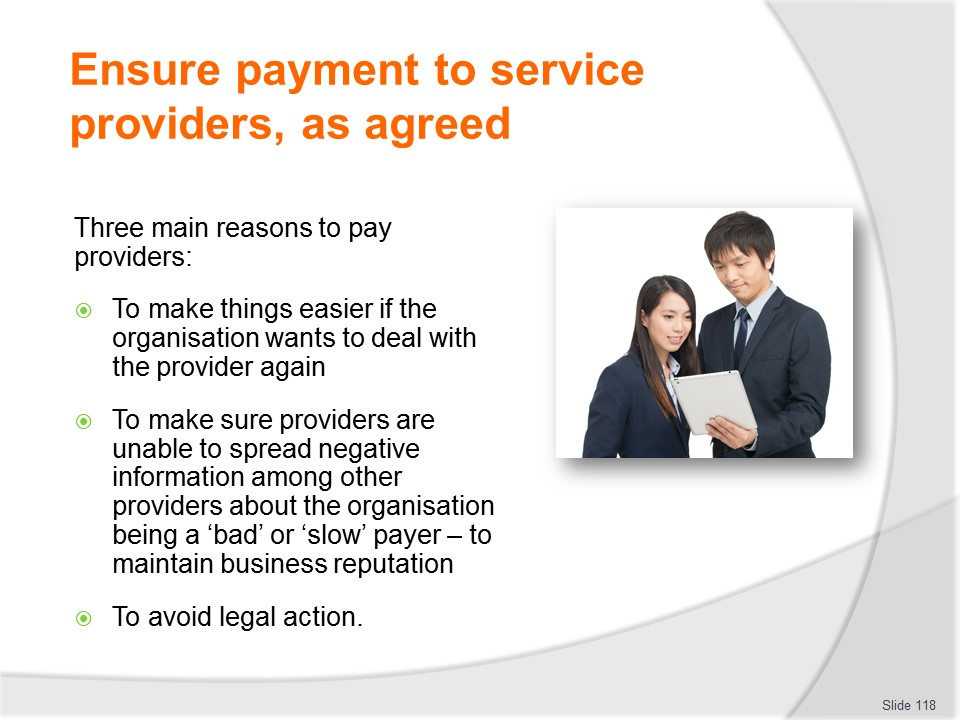 Ensure payment to service
providers, as agreed
Three main reasons to pay
providers:
To make things easier if the
organisation wants to deal with
the provider again
To make sure providers are
unable to spread negative
information among other
providers about the organisation
being a ‘bad’ or ‘slow’ payer – to
maintain business reputation
To avoid legal action.
Slide 118